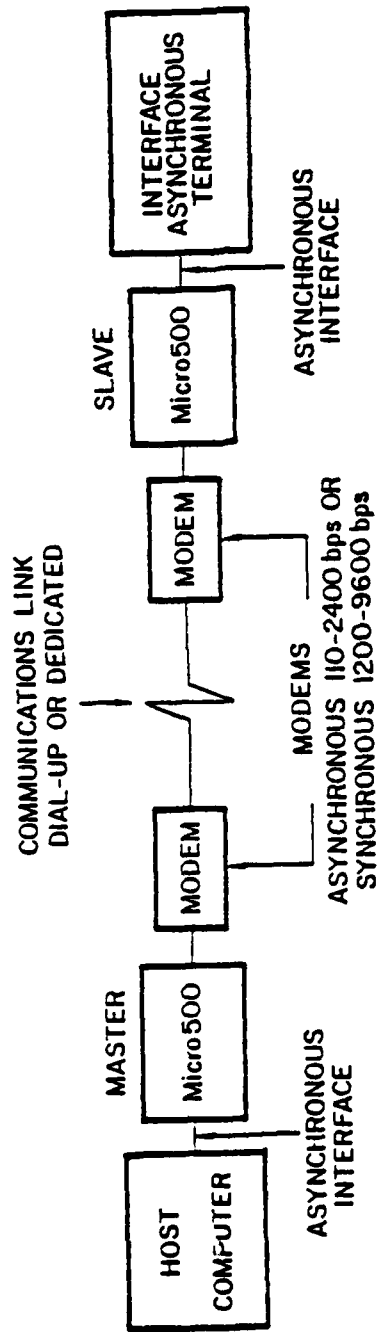 COMMUNICATIONS LINK
DIAL-UP OR DEDICATED
MASTER
SLAVE
HOST
COMPUTER
Micro500
MODEM
MODEM
Micro500
INTERFACE
ASYNCHRONOUS
TERMINAL
ASYNCHRONOUS
INTERFACE
MODEMS
ASYNCHRONOUS 110-2400 bps OR
SYNCHRONOUS 1200-9600 bps
ASYNCHRONOUS
INTERFACE